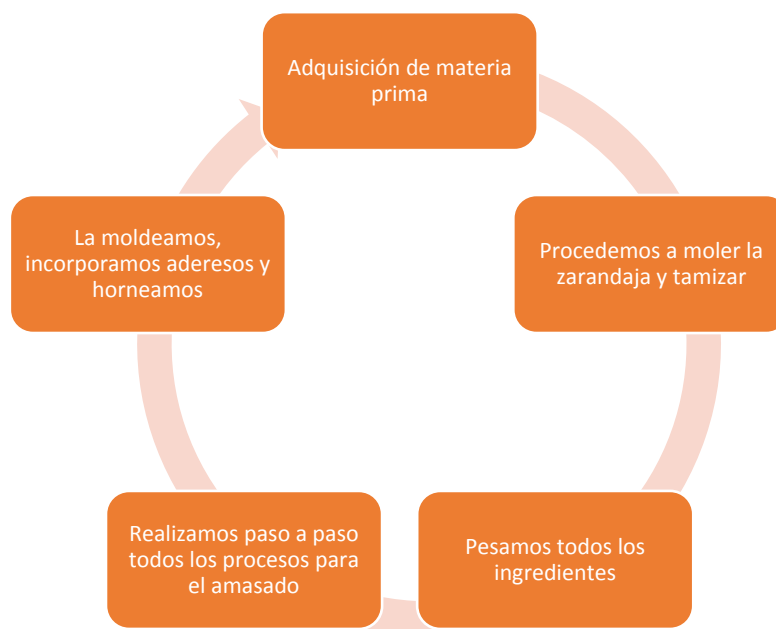 Adquisición de materia
prima
Procedemos a moler la
zarandaja y tamizar
Pesamos todos los
ingredientes
Realizamos paso a paso
todos los procesos para
el amasado
La moldeamos,
incorporamos aderesos y
horneamos